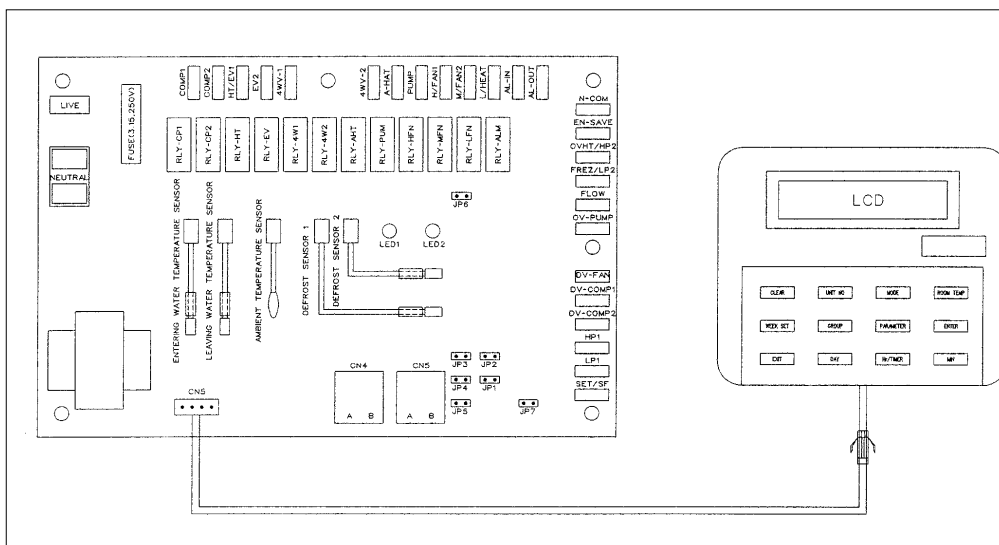 LIVE
FUSE(3.15,250V)
NEUTRAL
COMP1
COMP2
HT/EV1
EV2
4WV-1
4WV-2
A-HAT
PUMP
H/FAN1
M/FAN2
L/HEAT
AL-IN
AL-OUT
RLY-CP1
RLY-CP2
RLY-HT
RLY-EV
RLY-4W1
RLY-4W2
RLY-AHT
RLY-PUM
RLY-HFN
RLY-MFN
RLY-LFN
RLY-ALM
N-COM
EN-SAVE
OVHT/HP2
FREZ/LP2
FLOW
OV-PUMP
OV-FAN
OV-COMP1
OV-COMP2
HP1
LP1
SET/SF
JP6
LED1
LED2
ENTERING WATER TEMPERATURE SENSOR
LEAVING WATER TEMPERATURE SENSOR
AMBIENT TEMPERATURE SENSOR
DEFROST SENSOR 1
DEFROST SENSOR 2
CN4
CN5
A B
A B
JP3
JP2
JP4
JP1
JP5
JP7
CN5
LCD
CLEAR
UNIT NO
MODE
ROOM TEMP
WEEK SET
GROUP
PARAMETER
ENTER
EXIT
DAY
HR/TIMER
MIN